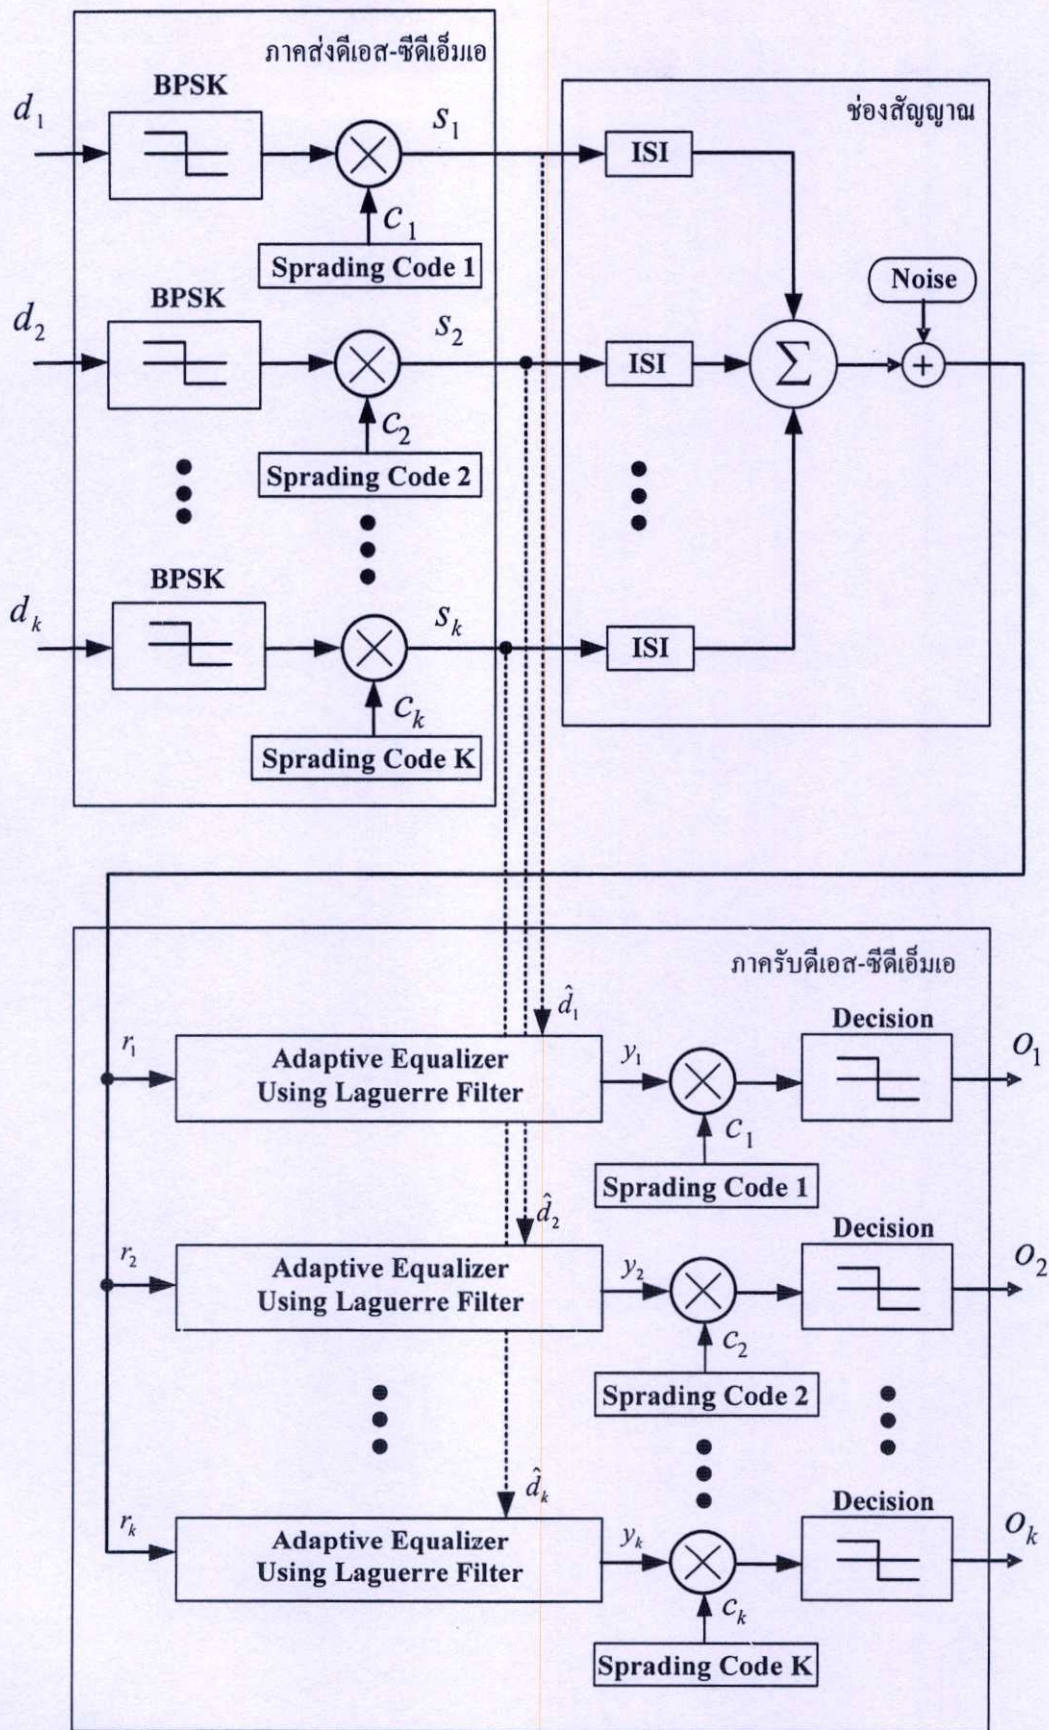 ภาคส่งดีเอส-ซีดีเอ็มเอ
BPSK
d₁
s₁
c₁
Sprading Code 1
BPSK
d₂
s₂
c₂
Sprading Code 2
BPSK
dₖ
sₖ
cₖ
Sprading Code K
ช่องสัญญาณ
ISI
ISI
ISI
Σ
Noise
+
ภาครับดีเอส-ซีดีเอ็มเอ
r₁
d̂₁
Adaptive Equalizer
Using Laguerre Filter
y₁
c₁
Sprading Code 1
Decision
o₁
r₂
d̂₂
Adaptive Equalizer
Using Laguerre Filter
y₂
c₂
Sprading Code 2
Decision
o₂
rₖ
d̂ₖ
Adaptive Equalizer
Using Laguerre Filter
yₖ
cₖ
Sprading Code K
Decision
oₖ